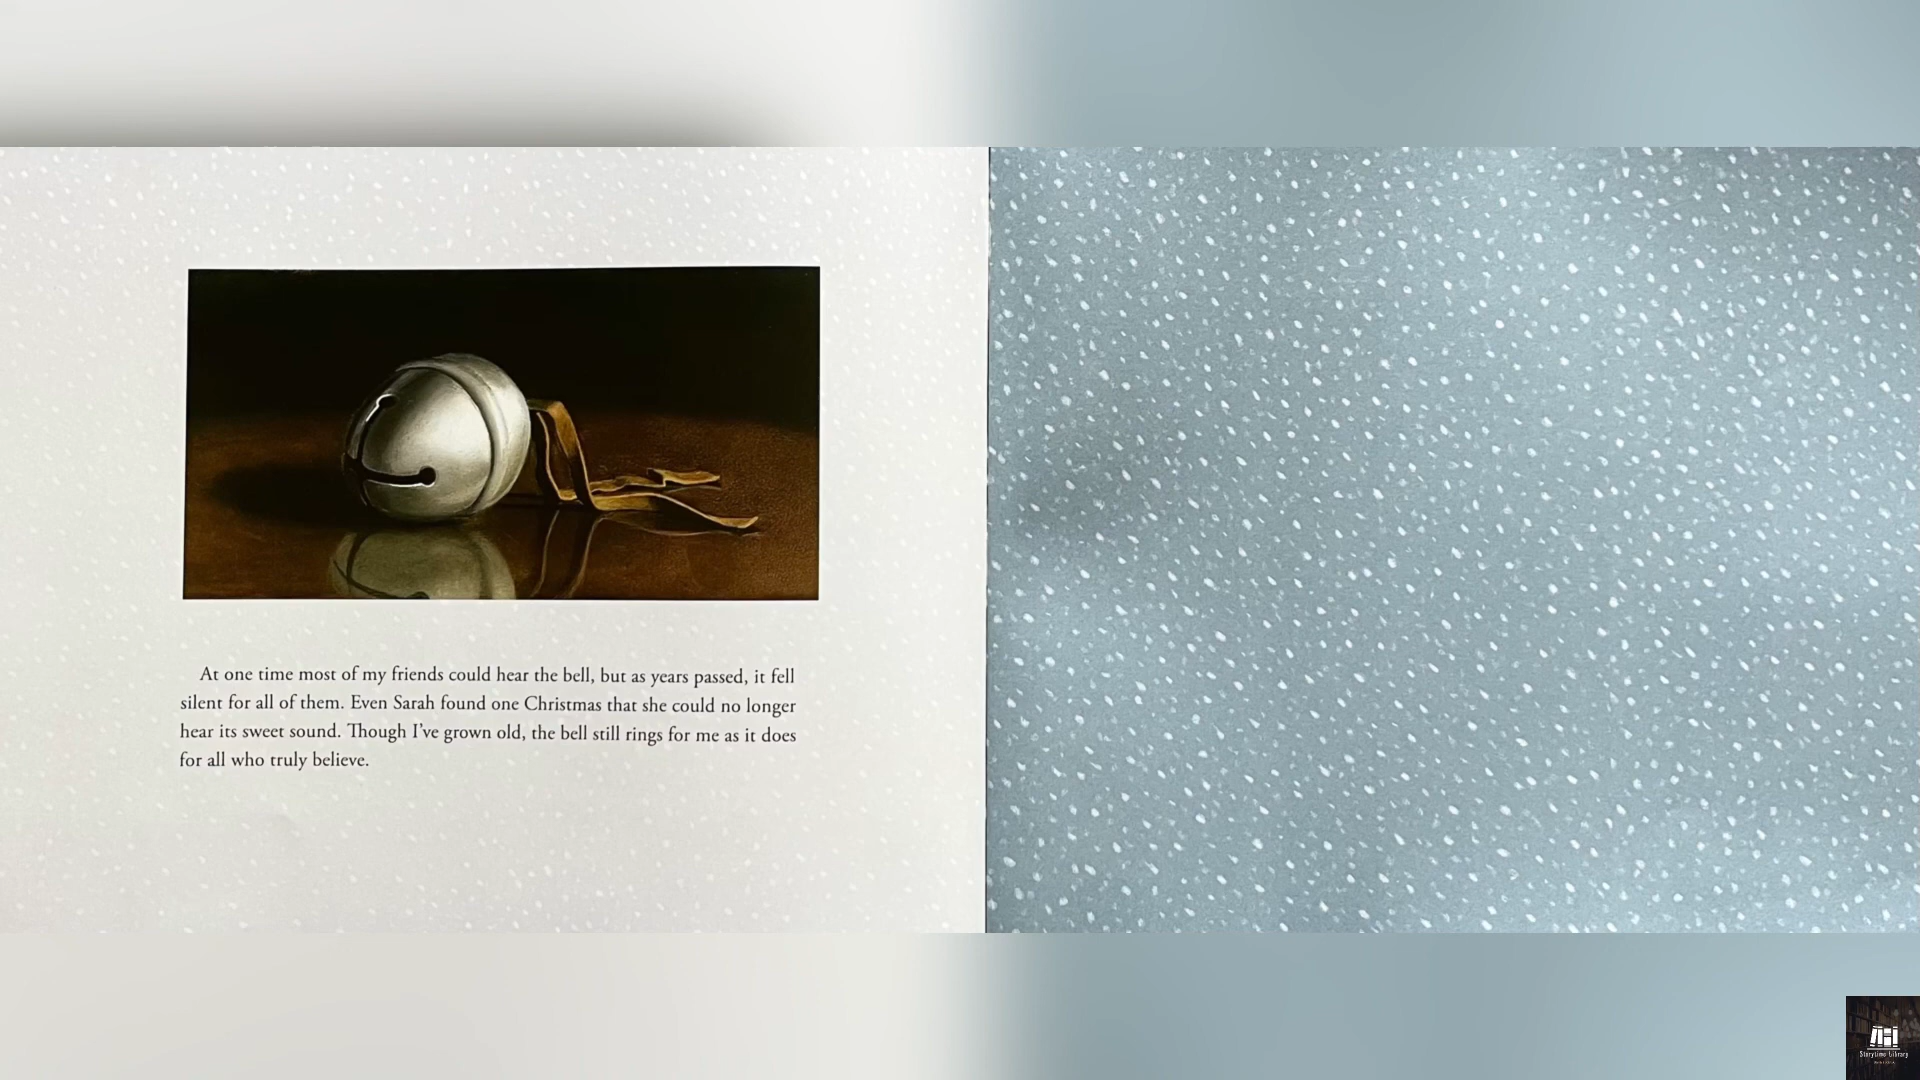 At one time most of my friends could hear the bell, but as years passed, it fell
silent for all of them. Even Sarah found one Christmas that she could no longer
hear its sweet sound. Though I've grown old, the bell still rings for me as it does
for all who truly believe.
Storytime Library